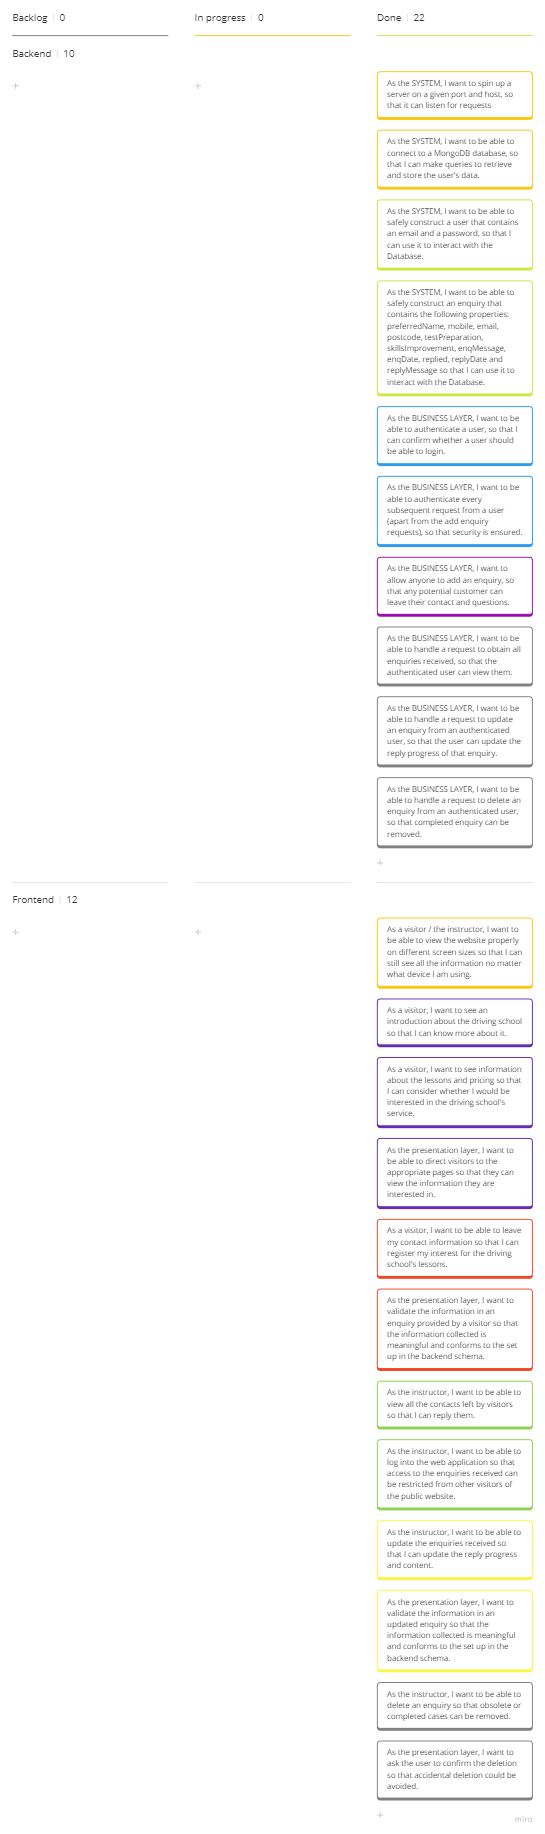 Backlog | 0
In progress | 0
Done | 22
Backend | 10
As the SYSTEM, I want to spin up a
server on a given port and host, so
that it can listen for requests
As the SYSTEM, I want to be able to
connect to a MongoDB database, so
that I can make queries to retrieve
and store the user's data.
As the SYSTEM, I want to be able to
safely construct a user that contains
an email and a password, so that I
can use it to interact with the
Database.
As the SYSTEM, I want to be able to
safely construct an enquiry that
contains the following properties:
preferredName, mobile, email,
postcode, testPreparation,
skillsImprovement, enqMessage,
enqDate, replied, replyDate and
replyMessage so that I can use it to
interact with the Database.
As the BUSINESS LAYER, I want to be
able to authenticate a user, so that I
can confirm whether a user should
be able to login.
As the BUSINESS LAYER, I want to be
able to authenticate every
subsequent request from a user
(apart from the add enquiry
requests), so that security is ensured.
As the BUSINESS LAYER, I want to
allow anyone to add an enquiry, so
that any potential customer can
leave their contact and questions.
As the BUSINESS LAYER, I want to be
able to handle a request to obtain all
enquiries received, so that the
authenticated user can view them.
As the BUSINESS LAYER, I want to be
able to handle a request to update
an enquiry from an authenticated
user, so that the user can update the
reply progress of that enquiry.
As the BUSINESS LAYER, I want to be
able to handle a request to delete an
enquiry from an authenticated user,
so that completed enquiry can be
removed.
Frontend | 12
As a visitor / the instructor, I want to
be able to view the website properly
on different screen sizes so that I can
still see all the information no matter
what device I am using.
As a visitor, I want to see an
introduction about the driving school
so that I can know more about it.
As a visitor, I want to see information
about the lessons and pricing so that
I can consider whether I would be
interested in the driving school's
service.
As the presentation layer, I want to
be able to direct visitors to the
appropriate pages so that they can
view the information they are
interested in.
As a visitor, I want to be able to leave
my contact information so that I can
register my interest for the driving
school's lessons.
As the presentation layer, I want to
validate the information in an
enquiry provided by a visitor so that
the information collected is
meaningful and conforms to the set
up in the backend schema.
As the instructor, I want to be able to
view all the contacts left by visitors
so that I can reply them.
As the instructor, I want to be able to
log into the web application so that
access to the enquiries received can
be restricted from other visitors of
the public website.
As the instructor, I want to be able to
update the enquiries received so
that I can update the reply progress
and content.
As the presentation layer, I want to
validate the information in an
updated enquiry so that the
information collected is meaningful
and conforms to the set up in the
backend schema.
As the instructor, I want to be able to
delete an enquiry so that obsolete or
completed cases can be removed.
As the presentation layer, I want to
ask the user to confirm the deletion
so that accidental deletion could be
avoided.
miro